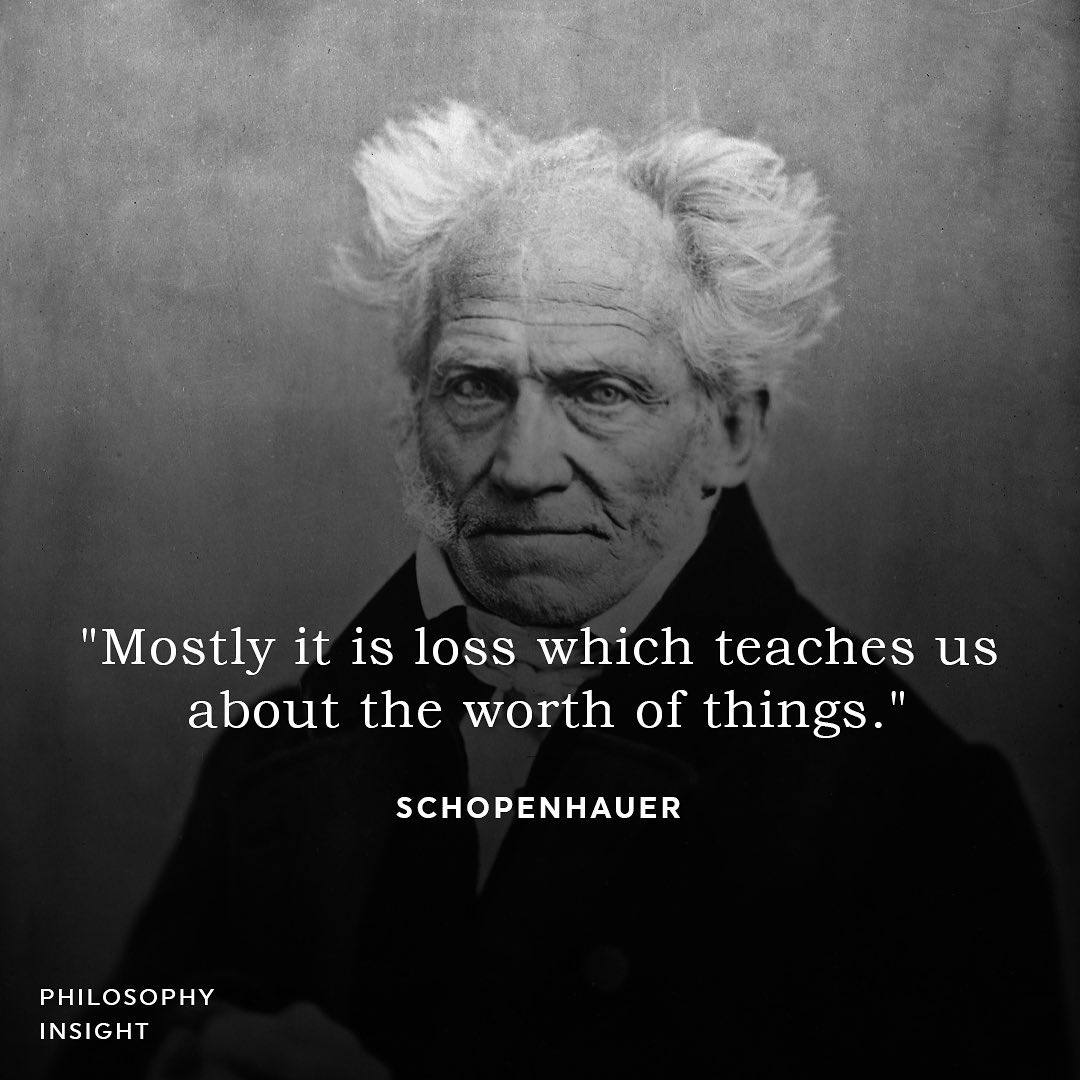 "Mostly it is loss which teaches us
about the worth of things."
SCHOPENHAUER
PHILOSOPHY
INSIGHT